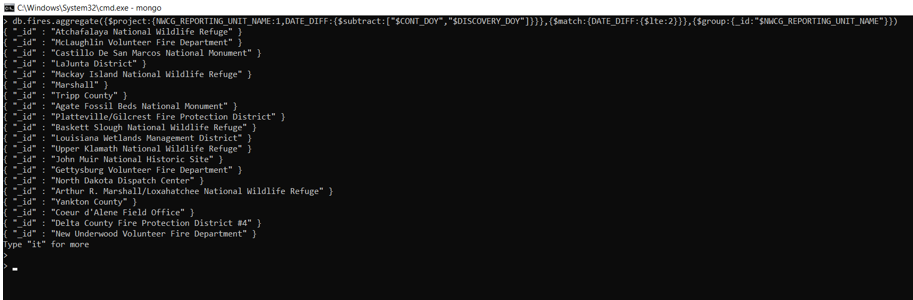 C:\Windows\System32\cmd.exe - mongo
> db.fires.aggregate({$project:{NWCG_REPORTING_UNIT_NAME:1,DATE_DIFF:{$subtract:["$CONT_DOY","$DISCOVERY_DOY"]}}},{$match:{DATE_DIFF:{$lte:2}}},{$group:{_id:"$NWCG_REPORTING_UNIT_NAME"}})
{ "_id" : "Atchafalaya National Wildlife Refuge" }
{ "_id" : "McLaughlin Volunteer Fire Department" }
{ "_id" : "Castillo De San Marcos National Monument" }
{ "_id" : "LaJunta District" }
{ "_id" : "Mackay Island National Wildlife Refuge" }
{ "_id" : "Marshall" }
{ "_id" : "Tripp County" }
{ "_id" : "Agate Fossil Beds National Monument" }
{ "_id" : "Platteville/Gilcrest Fire Protection District" }
{ "_id" : "Baskett Slough National Wildlife Refuge" }
{ "_id" : "Louisiana Wetlands Management District" }
{ "_id" : "Upper Klamath National Wildlife Refuge" }
{ "_id" : "John Muir National Historic Site" }
{ "_id" : "Gettysburg Volunteer Fire Department" }
{ "_id" : "North Dakota Dispatch Center" }
{ "_id" : "Arthur R. Marshall/Loxahatchee National Wildlife Refuge" }
{ "_id" : "Yankton County" }
{ "_id" : "Coeur d'Alene Field Office" }
{ "_id" : "Delta County Fire Protection District #4" }
{ "_id" : "New Underwood Volunteer Fire Department" }
Type "it" for more
>
>